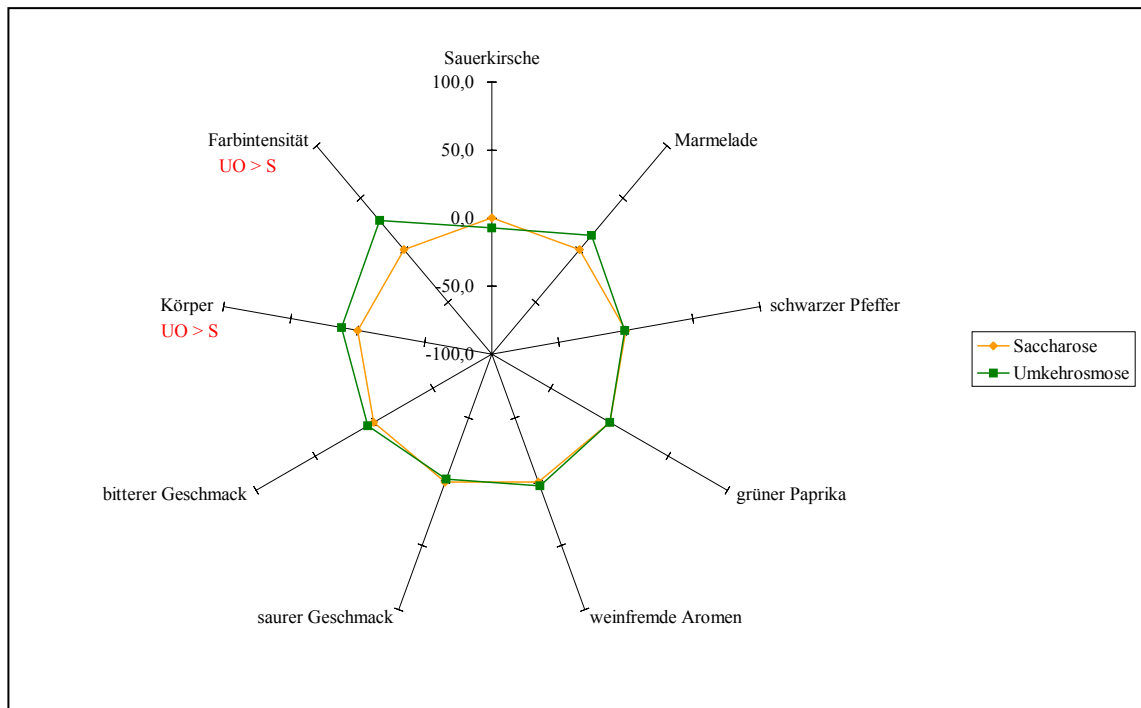 Sauerkirsche
100,0
50,0
0,0
-50,0
-100,0
Marmelade
schwarzer Pfeffer
grüner Paprika
weinfremde Aromen
saurer Geschmack
bitterer Geschmack
Körper
UO > S
Farbintensität
UO > S
Saccharose
Umkehrosmose